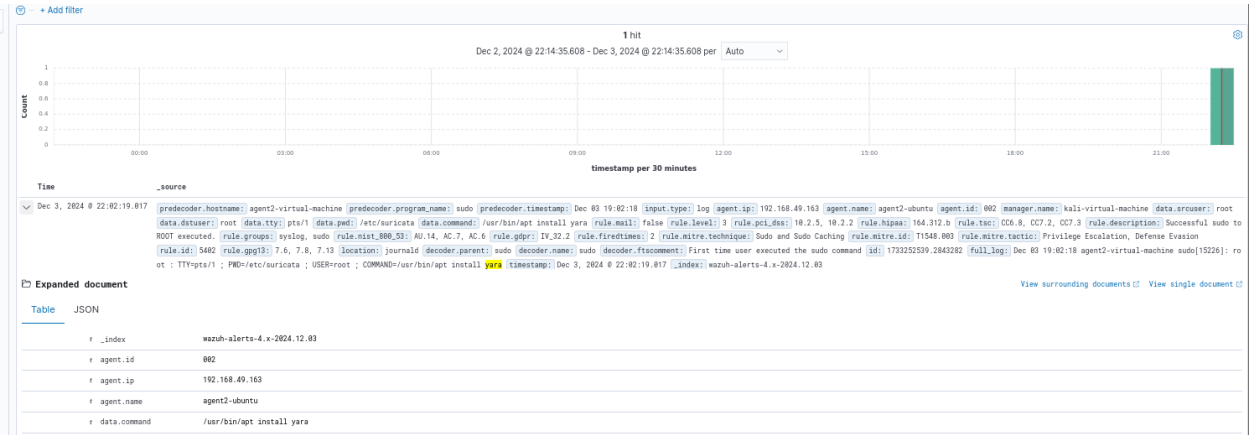 + Add filter
1 hit
Dec 2, 2024 @ 22:14:35.608 - Dec 3, 2024 @ 22:14:35.608 per Auto
Count
1
0.8
0.6
0.4
0.2
0
00:00 03:00 06:00 09:00 12:00 15:00 18:00 21:00
timestamp per 30 minutes
Time _source
Dec 3, 2024 @ 22:02:19.017 predecoder.hostname: agent2-virtual-machine predecoder.program_name: sudo predecoder.timestamp: Dec 03 19:02:18 input.type: log agent.ip: 192.168.49.163 agent.name: agent2-ubuntu agent.id: 002 manager.name: kali-virtual-machine data.srcuser: root
data.dstuser: root data.tty: pts/1 data.pwd: /etc/suricata data.command: /usr/bin/apt install yara rule.mail: false rule.level: 3 rule.pci_dss: 10.2.5, 10.2.2 rule.hipaa: 164.312.b rule.tsc: CC6.8, CC7.2, CC7.3 rule.description: Successful sudo to
ROOT executed. rule.groups: syslog, sudo rule.nist_800_53: AU.14, AC.7, AC.6 rule.gdpr: IV_32.2 rule.firedtimes: 2 rule.mitre.technique: Sudo and Sudo Caching rule.mitre.id: T1548.003 rule.mitre.tactic: Privilege Escalation, Defense Evasion
rule.id: 5402 rule.gpg13: 7.6, 7.8, 7.13 location: journald decoder.parent: sudo decoder.name: sudo decoder.ftscomment: First time user executed the sudo command id: 1733252539.2843282 full_log: Dec 03 19:02:18 agent2-virtual-machine sudo[15226]: ro
ot : TTY=pts/1 ; PWD=/etc/suricata ; USER=root ; COMMAND=/usr/bin/apt install yara timestamp: Dec 3, 2024 @ 22:02:19.017 _index: wazuh-alerts-4.x-2024.12.03
Expanded document View surrounding documents View single document
Table JSON
t _index wazuh-alerts-4.x-2024.12.03
t agent.id 002
t agent.ip 192.168.49.163
t agent.name agent2-ubuntu
t data.command /usr/bin/apt install yara